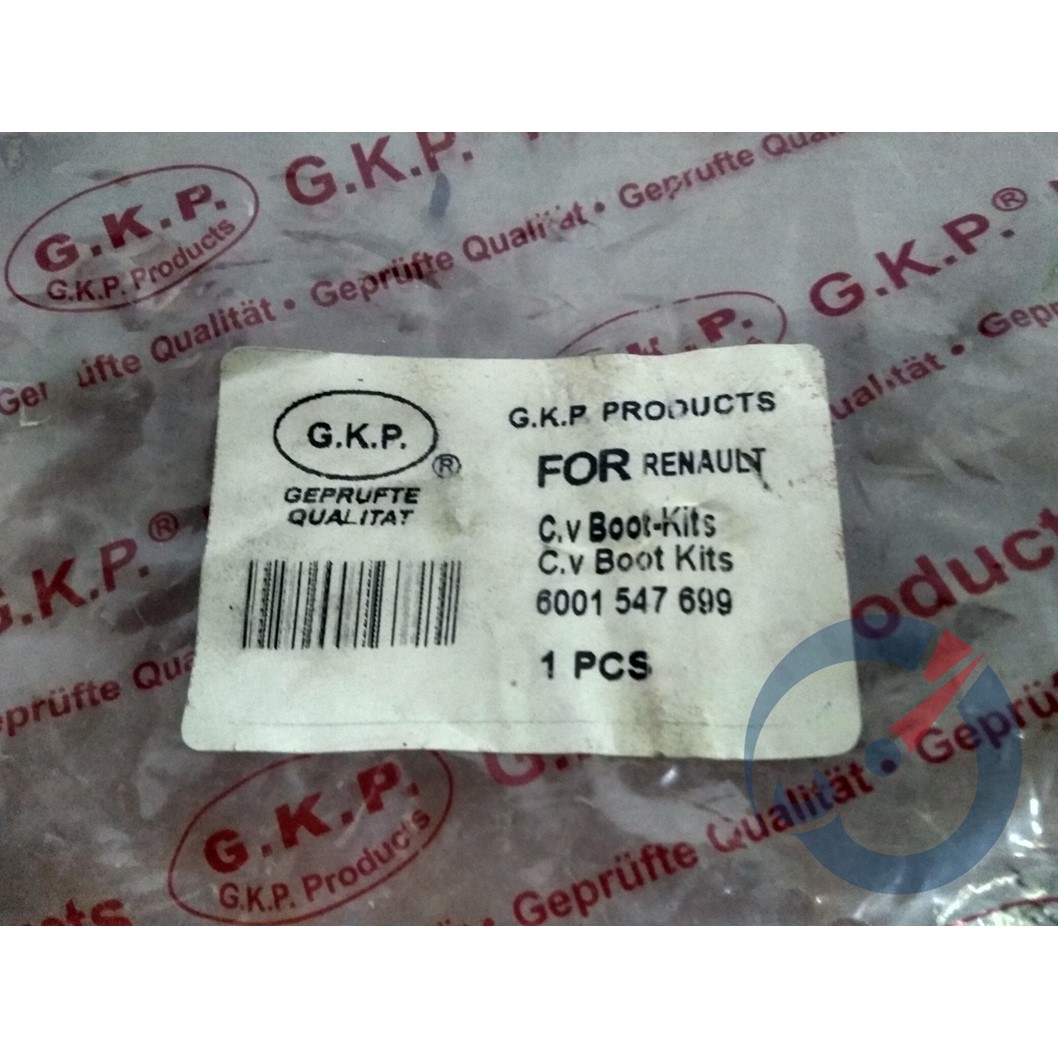 G.K.P.
G.K.P. Products
G.K.P.
Geprüfte Qualität • Geprüfte Qualität • Geprüfte
G.K.P.®
G.K.P.
®
GEPRUFTE
QUALITAT
G.K.P. PRODUCTS
FOR RENAULT
C.v Boot-Kits
C.v Boot Kits
6001 547 699
1 PCS
G.K.P.
G.K.P. Products
Geprüfte Qualität • Geprüfte